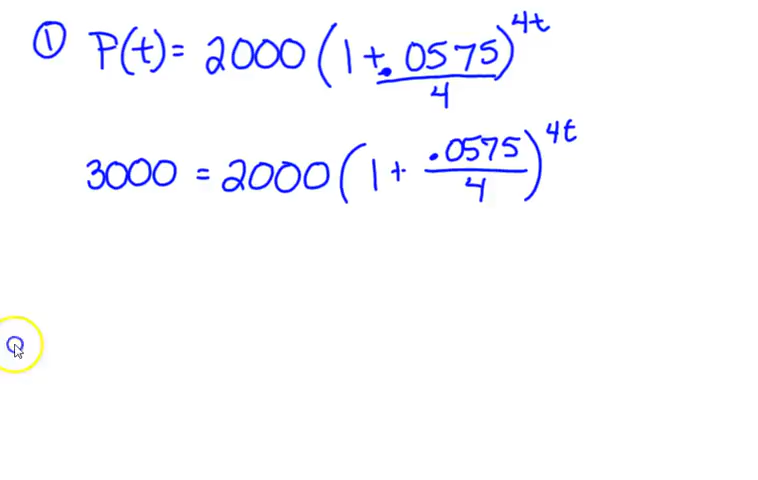 ① P(t) = 2000 (1 + .0575/4)^4t
3000 = 2000 (1 + .0575/4)^4t